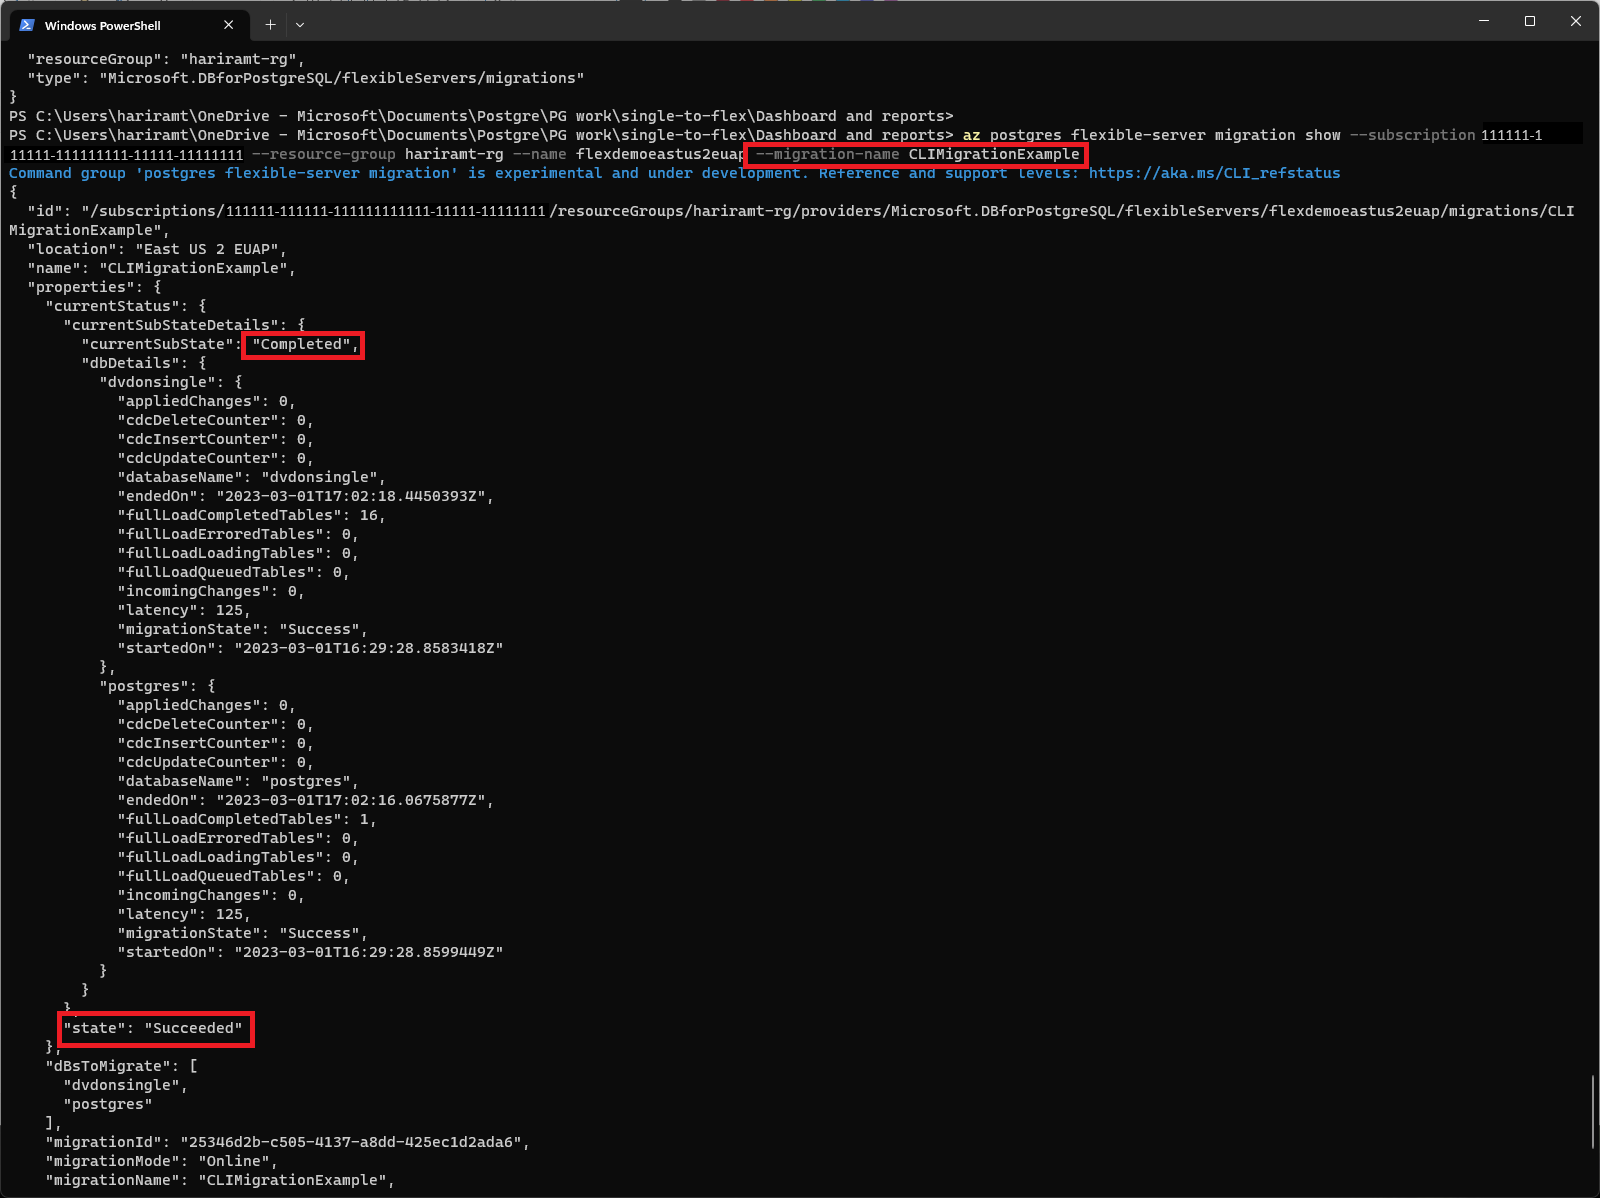 Windows PowerShell
  "resourceGroup": "hariramt-rg",
  "type": "Microsoft.DBforPostgreSQL/flexibleServers/migrations"
}
PS C:\Users\hariramt\OneDrive - Microsoft\Documents\Postgre\PG work\single-to-flex\Dashboard and reports>
PS C:\Users\hariramt\OneDrive - Microsoft\Documents\Postgre\PG work\single-to-flex\Dashboard and reports> az postgres flexible-server migration show --subscription 111111-1
11111-111111111-11111-11111111 --resource-group hariramt-rg --name flexdemoeastus2euap --migration-name CLIMigrationExample
Command group 'postgres flexible-server migration' is experimental and under development. Reference and support levels: https://aka.ms/CLI_refstatus
{
  "id": "/subscriptions/111111-111111-111111111111-11111-11111111/resourceGroups/hariramt-rg/providers/Microsoft.DBforPostgreSQL/flexibleServers/flexdemoeastus2euap/migrations/CLI
MigrationExample",
  "location": "East US 2 EUAP",
  "name": "CLIMigrationExample",
  "properties": {
    "currentStatus": {
      "currentSubStateDetails": {
        "currentSubState": "Completed",
        "dbDetails": {
          "dvdonsingle": {
            "appliedChanges": 0,
            "cdcDeleteCounter": 0,
            "cdcInsertCounter": 0,
            "cdcUpdateCounter": 0,
            "databaseName": "dvdonsingle",
            "endedOn": "2023-03-01T17:02:18.4450393Z",
            "fullLoadCompletedTables": 16,
            "fullLoadErroredTables": 0,
            "fullLoadLoadingTables": 0,
            "fullLoadQueuedTables": 0,
            "incomingChanges": 0,
            "latency": 125,
            "migrationState": "Success",
            "startedOn": "2023-03-01T16:29:28.8583418Z"
          },
          "postgres": {
            "appliedChanges": 0,
            "cdcDeleteCounter": 0,
            "cdcInsertCounter": 0,
            "cdcUpdateCounter": 0,
            "databaseName": "postgres",
            "endedOn": "2023-03-01T17:02:16.0675877Z",
            "fullLoadCompletedTables": 1,
            "fullLoadErroredTables": 0,
            "fullLoadLoadingTables": 0,
            "fullLoadQueuedTables": 0,
            "incomingChanges": 0,
            "latency": 125,
            "migrationState": "Success",
            "startedOn": "2023-03-01T16:29:28.8599449Z"
          }
        }
      },
      "state": "Succeeded"
    },
    "dBsToMigrate": [
      "dvdonsingle",
      "postgres"
    ],
    "migrationId": "25346d2b-c505-4137-a8dd-425ec1d2ada6",
    "migrationMode": "Online",
    "migrationName": "CLIMigrationExample",